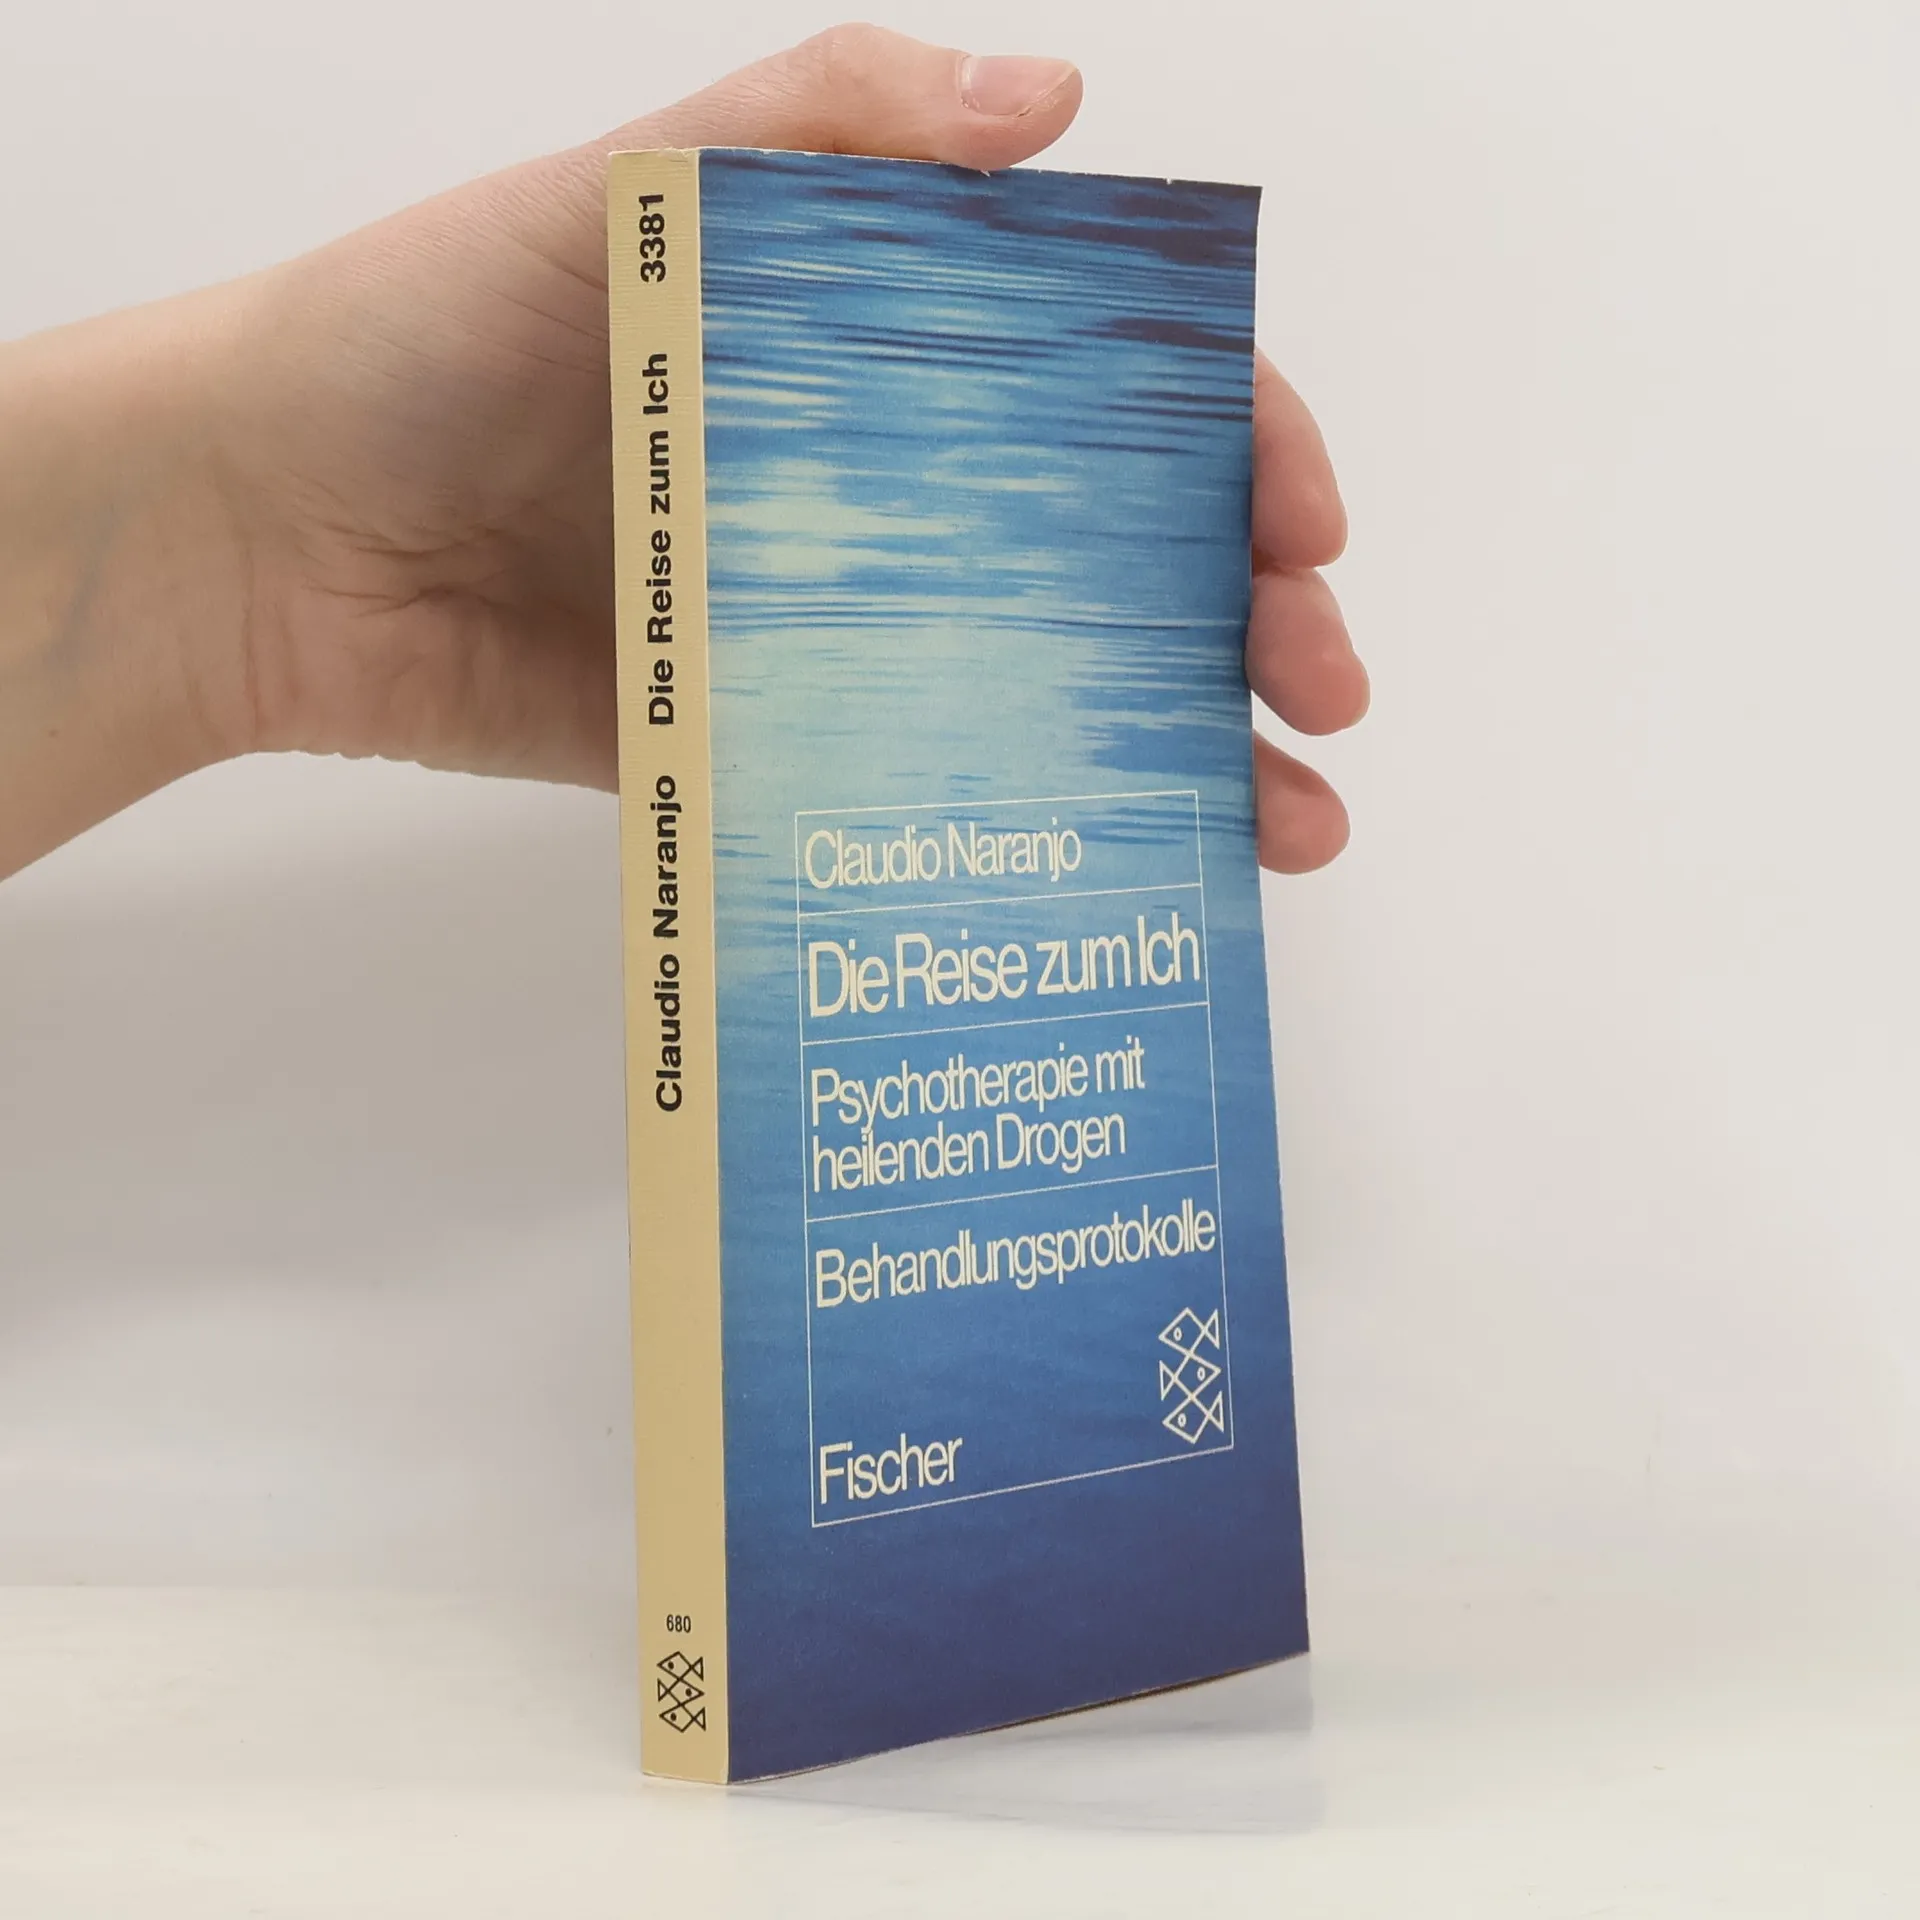 Claudio Naranjo Die Reise zum Ich 3381
680
Claudio Naranjo
Die Reise zum Ich
Psychotherapie mit
heilenden Drogen
Behandlungsprotokolle
Fischer